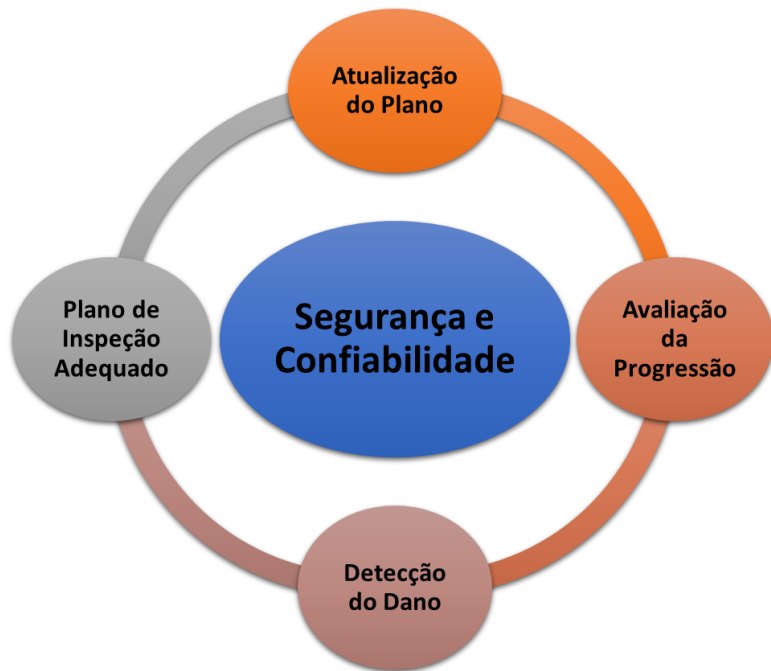 Atualização
do Plano
Plano de
Inspeção
Adequado
Segurança e
Confiabilidade
Avaliação
da
Progressão
Detecção
do Dano